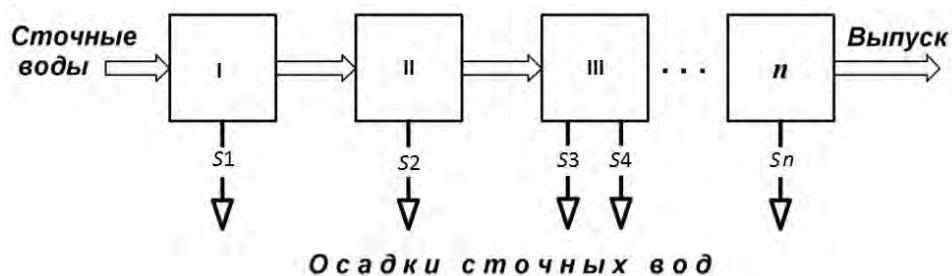 Сточные
воды
Выпуск
I
II
III
. . .
n
S1
S2
S3
S4
Sn
Осадки сточных вод